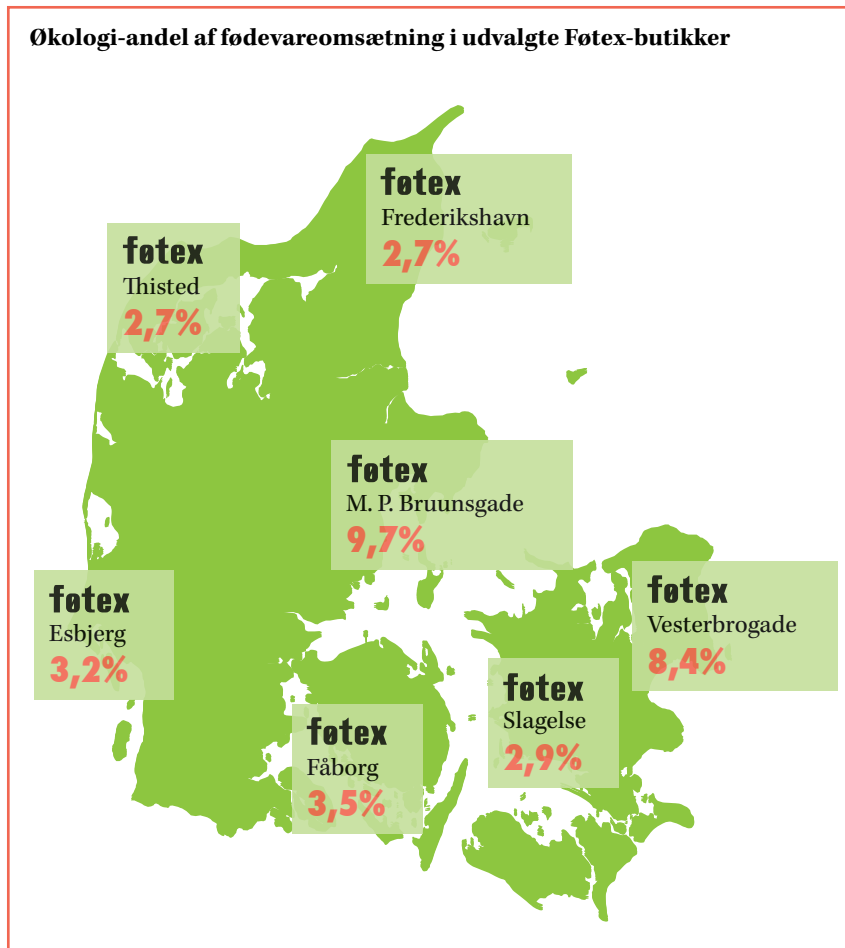 Økologi-andel af fødevareomsætning i udvalgte Føtex-butikker
føtex
Frederikshavn
2,7%
føtex
Thisted
2,7%
føtex
M. P. Bruunsgade
9,7%
føtex
Esbjerg
3,2%
føtex
Vesterbrogade
8,4%
føtex
Slagelse
2,9%
føtex
Fåborg
3,5%